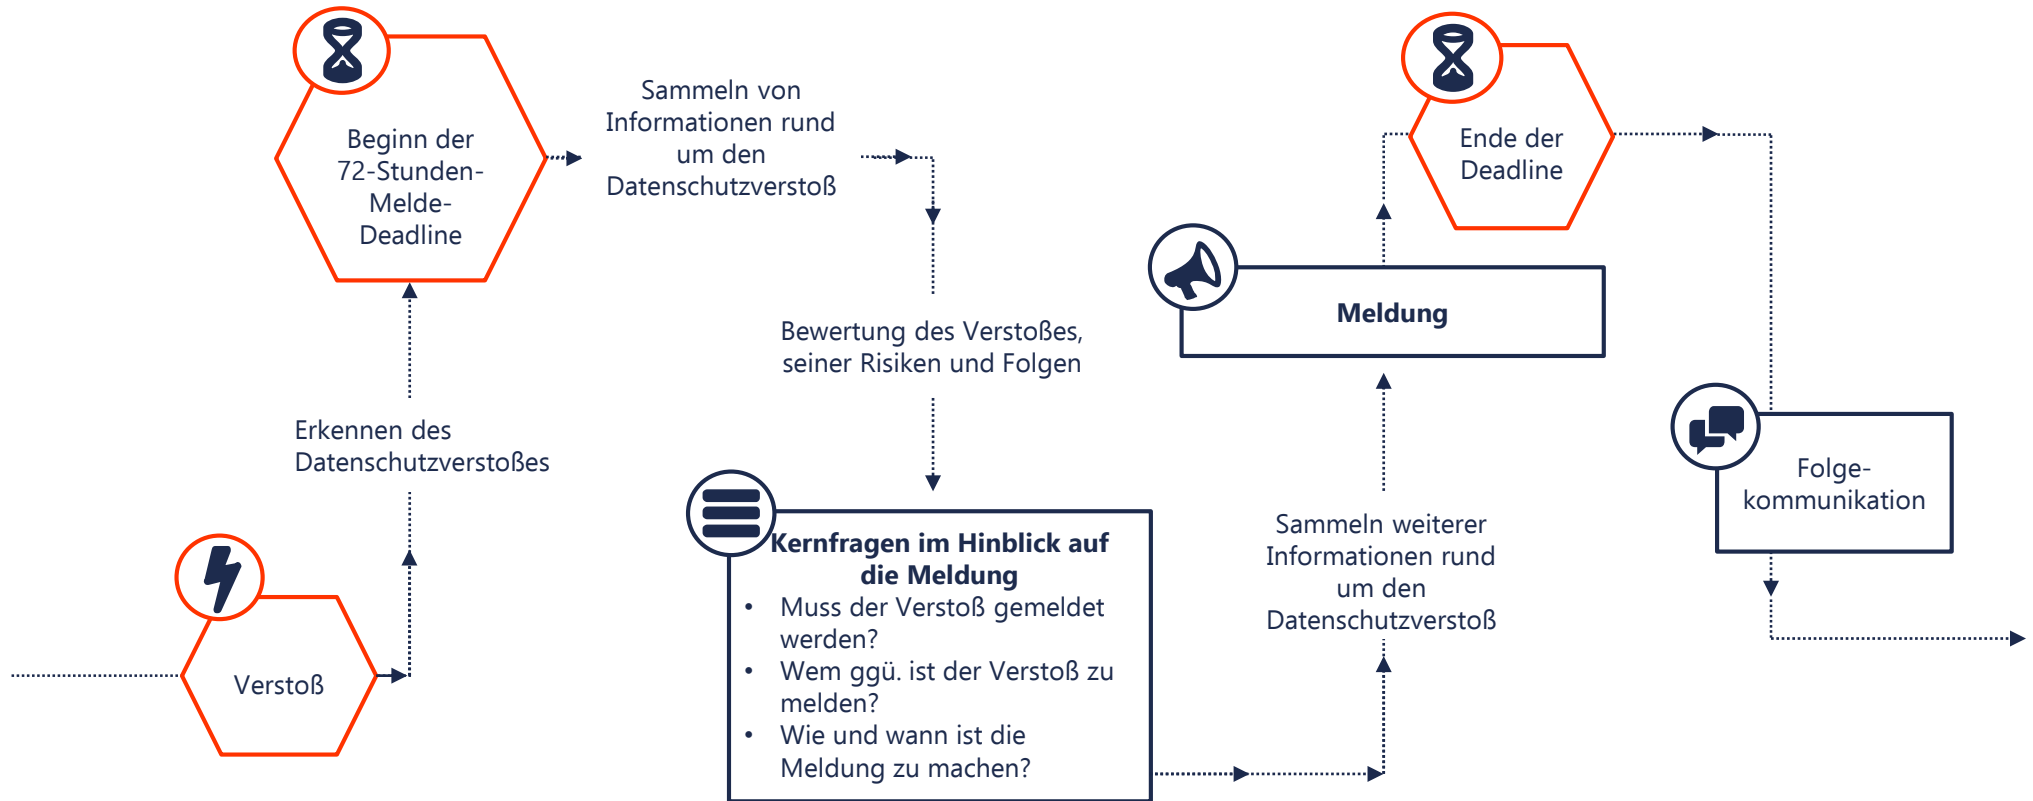 Verstoß
Erkennen des
Datenschutzverstoßes
Beginn der
72-Stunden-
Melde-
Deadline
Sammeln von
Informationen rund
um den
Datenschutzverstoß
Bewertung des Verstoßes,
seiner Risiken und Folgen
Kernfragen im Hinblick auf
die Meldung
• Muss der Verstoß gemeldet
werden?
• Wem ggü. ist der Verstoß zu
melden?
• Wie und wann ist die
Meldung zu machen?
Sammeln weiterer
Informationen rund
um den
Datenschutzverstoß
Meldung
Ende der
Deadline
Folge-
kommunikation